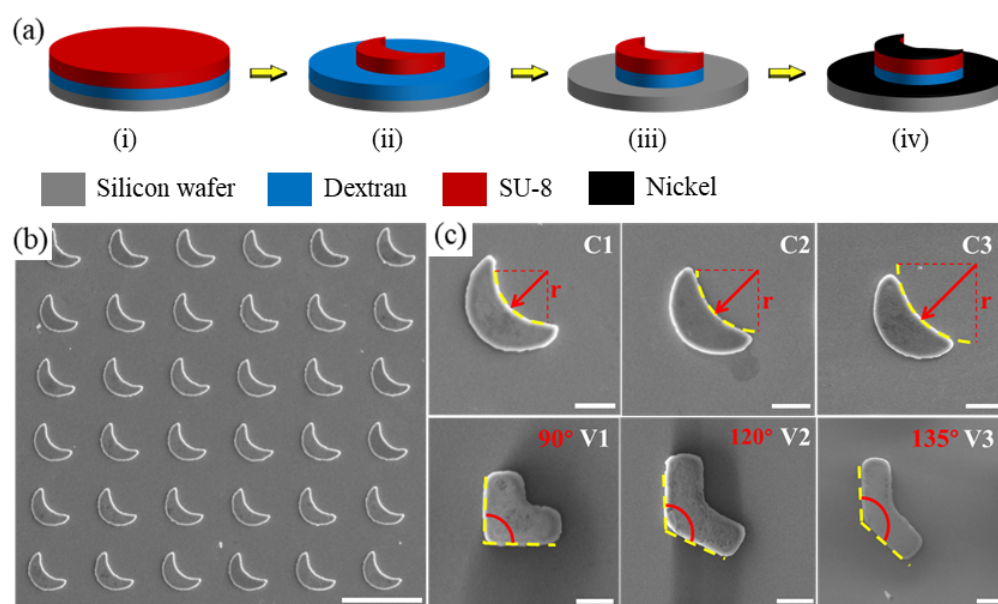 (a)
(i) (ii) (iii) (iv)
Silicon wafer Dextran SU-8 Nickel
(b) (c)
C1 C2 C3
r r r
90° V1 120° V2 135° V3